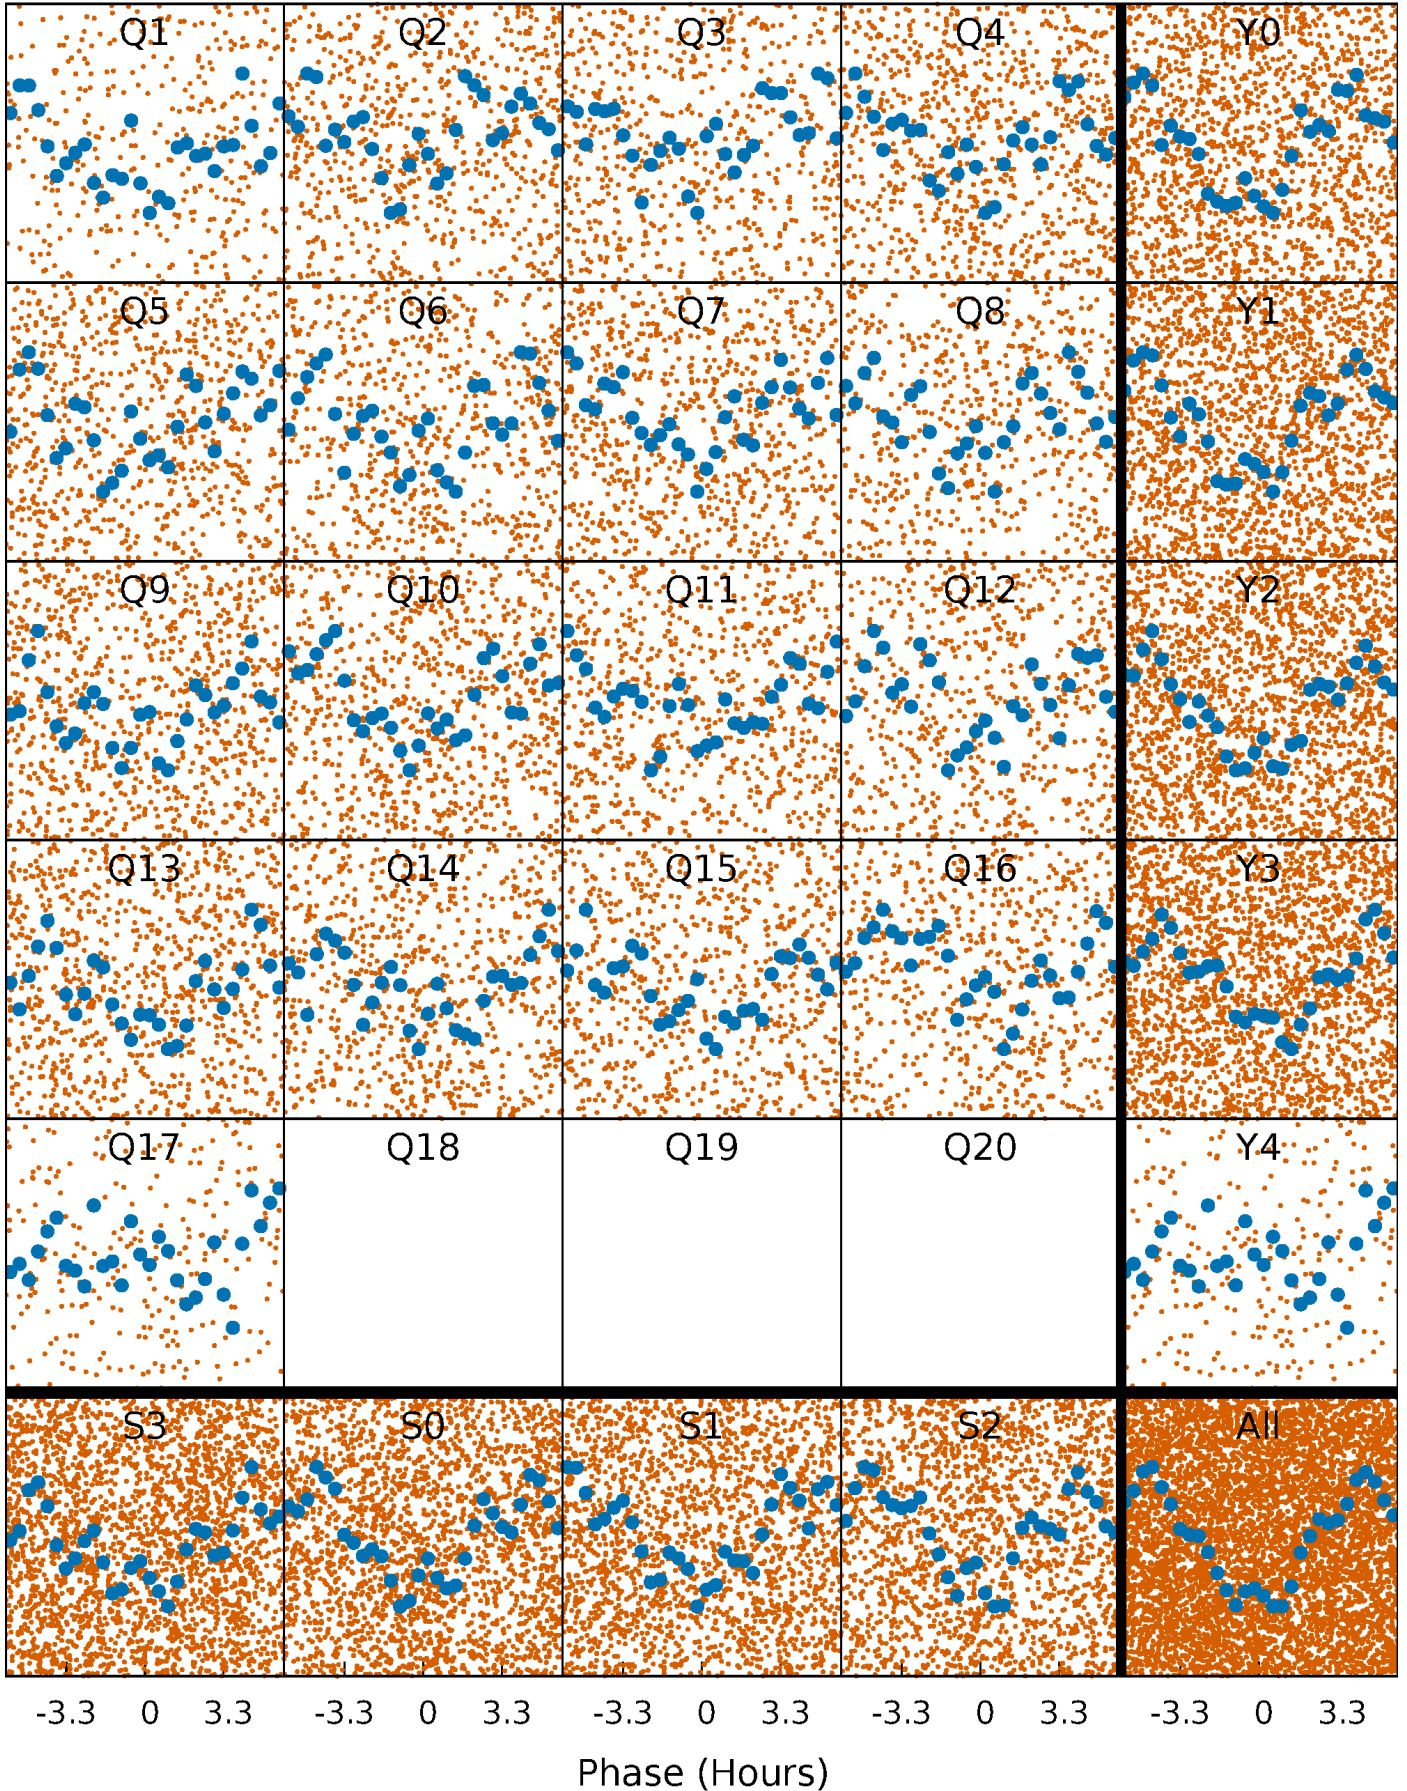 Q1 Q2 Q3 Q4 Y0
Q5 Q6 Q7 Q8 Y1
Q9 Q10 Q11 Q12 Y2
Q13 Q14 Q15 Q16 Y3
Q17 Q18 Q19 Q20 Y4
S3 S0 S1 S2 All
-3.3 0 3.3 -3.3 0 3.3 -3.3 0 3.3 -3.3 0 3.3 -3.3 0 3.3
Phase (Hours)